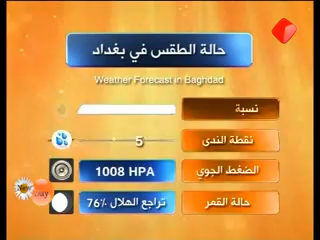 حالة الطقس في بغداد
Weather Forecast in Baghdad
نسبة
نقطة الندى 5
الضغط الجوي 1008 HPA
حالة القمر تراجع الهلال 76%